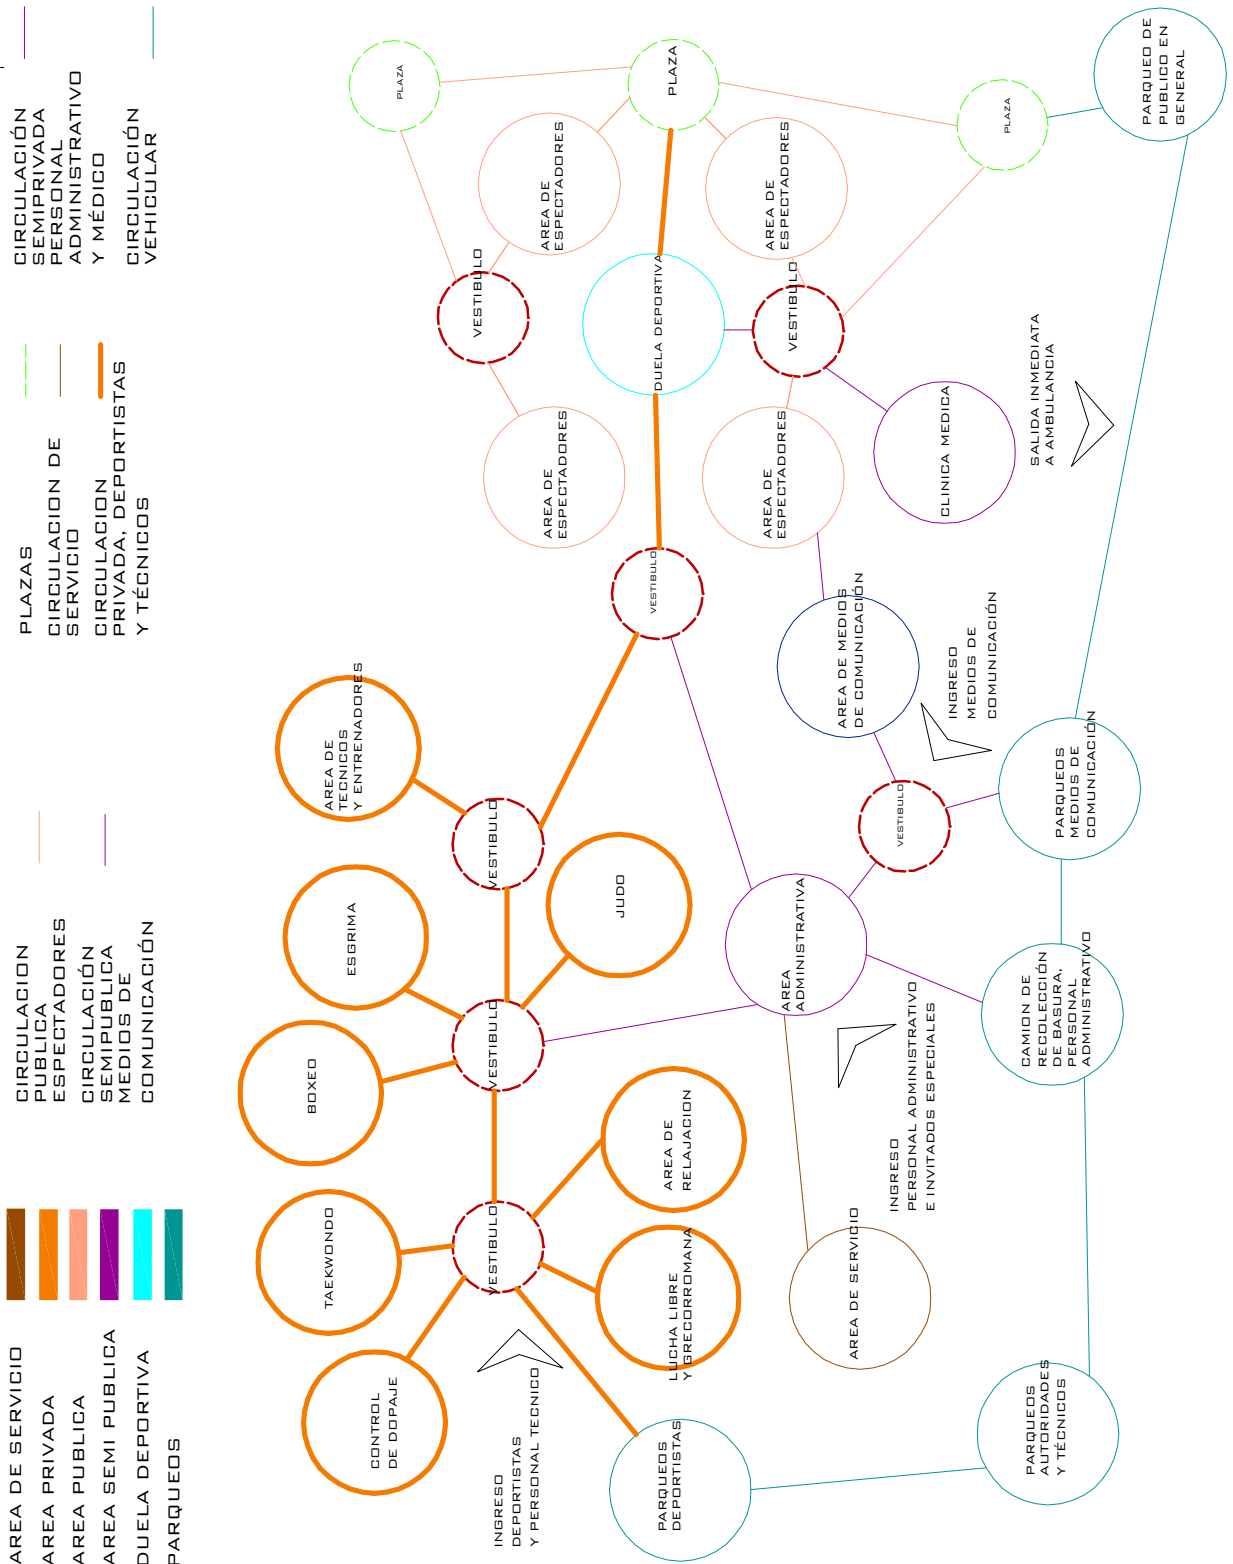 AREA DE SERVICIO
AREA PRIVADA
AREA PUBLICA
AREA SEMI PUBLICA
DUELA DEPORTIVA
PARQUEOS
CIRCULACION
PUBLICA
ESPECTADORES
CIRCULACIÓN
SEMIPUBLICA
MEDIOS DE
COMUNICACIÓN
PLAZAS
CIRCULACION DE
SERVICIO
CIRCULACION
PRIVADA, DEPORTISTAS
Y TÉCNICOS
CIRCULACIÓN
SEMIPRIVADA
PERSONAL
ADMINISTRATIVO
Y MÉDICO
CIRCULACIÓN
VEHICULAR
CONTROL
DE DOPAJE
TAEKWONDO
BOXEO
ESGRIMA
AREA DE
TECNICOS
Y ENTRENADORES
VESTIBULO
PLAZA
VESTIBULO
VESTIBULO
VESTIBULO
AREA DE
ESPECTADORES
AREA DE
ESPECTADORES
INGRESO
DEPORTISTAS
Y PERSONAL TECNICO
JUDO
VESTIBULO
DUELA DEPORTIVA
PLAZA
PARQUEOS
DEPORTISTAS
LUCHA LIBRE
Y GRECORROMANA
AREA DE
RELAJACION
AREA
ADMINISTRATIVA
AREA DE
ESPECTADORES
VESTIBULO
AREA DE
ESPECTADORES
AREA DE SERVICIO
AREA DE MEDIOS
DE COMUNICACIÓN
INGRESO
PERSONAL ADMINISTRATIVO
E INVITADOS ESPECIALES
VESTIBULO
CLINICA MEDICA
INGRESO
MEDIOS DE
COMUNICACIÓN
PLAZA
SALIDA INMEDIATA
A AMBULANCIA
PARQUEOS
AUTORIDADES
Y TÉCNICOS
CAMION DE
RECOLECCIÓN
DE BASURA,
PERSONAL
ADMINISTRATIVO
PARQUEOS
MEDIOS DE
COMUNICACIÓN
PARQUEO DE
PUBLICO EN
GENERAL